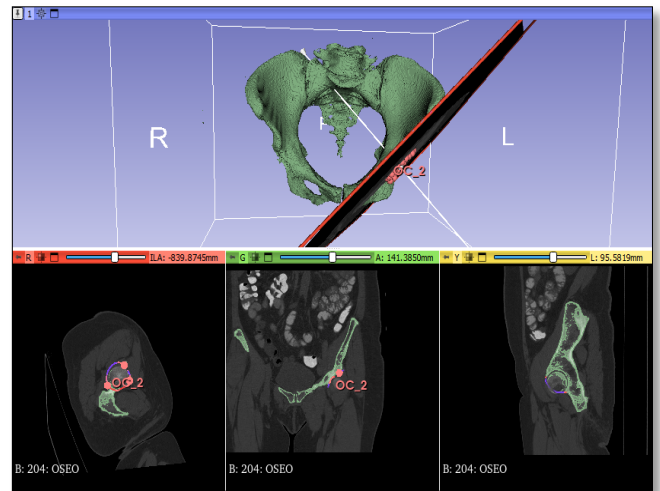 1
R
L
OC_2
R
ILA: -839.8745mm
G
A: 141.3850mm
Y
L: 95.5819mm
OC_2
B: 204: OSEO
OC_2
B: 204: OSEO
B: 204: OSEO